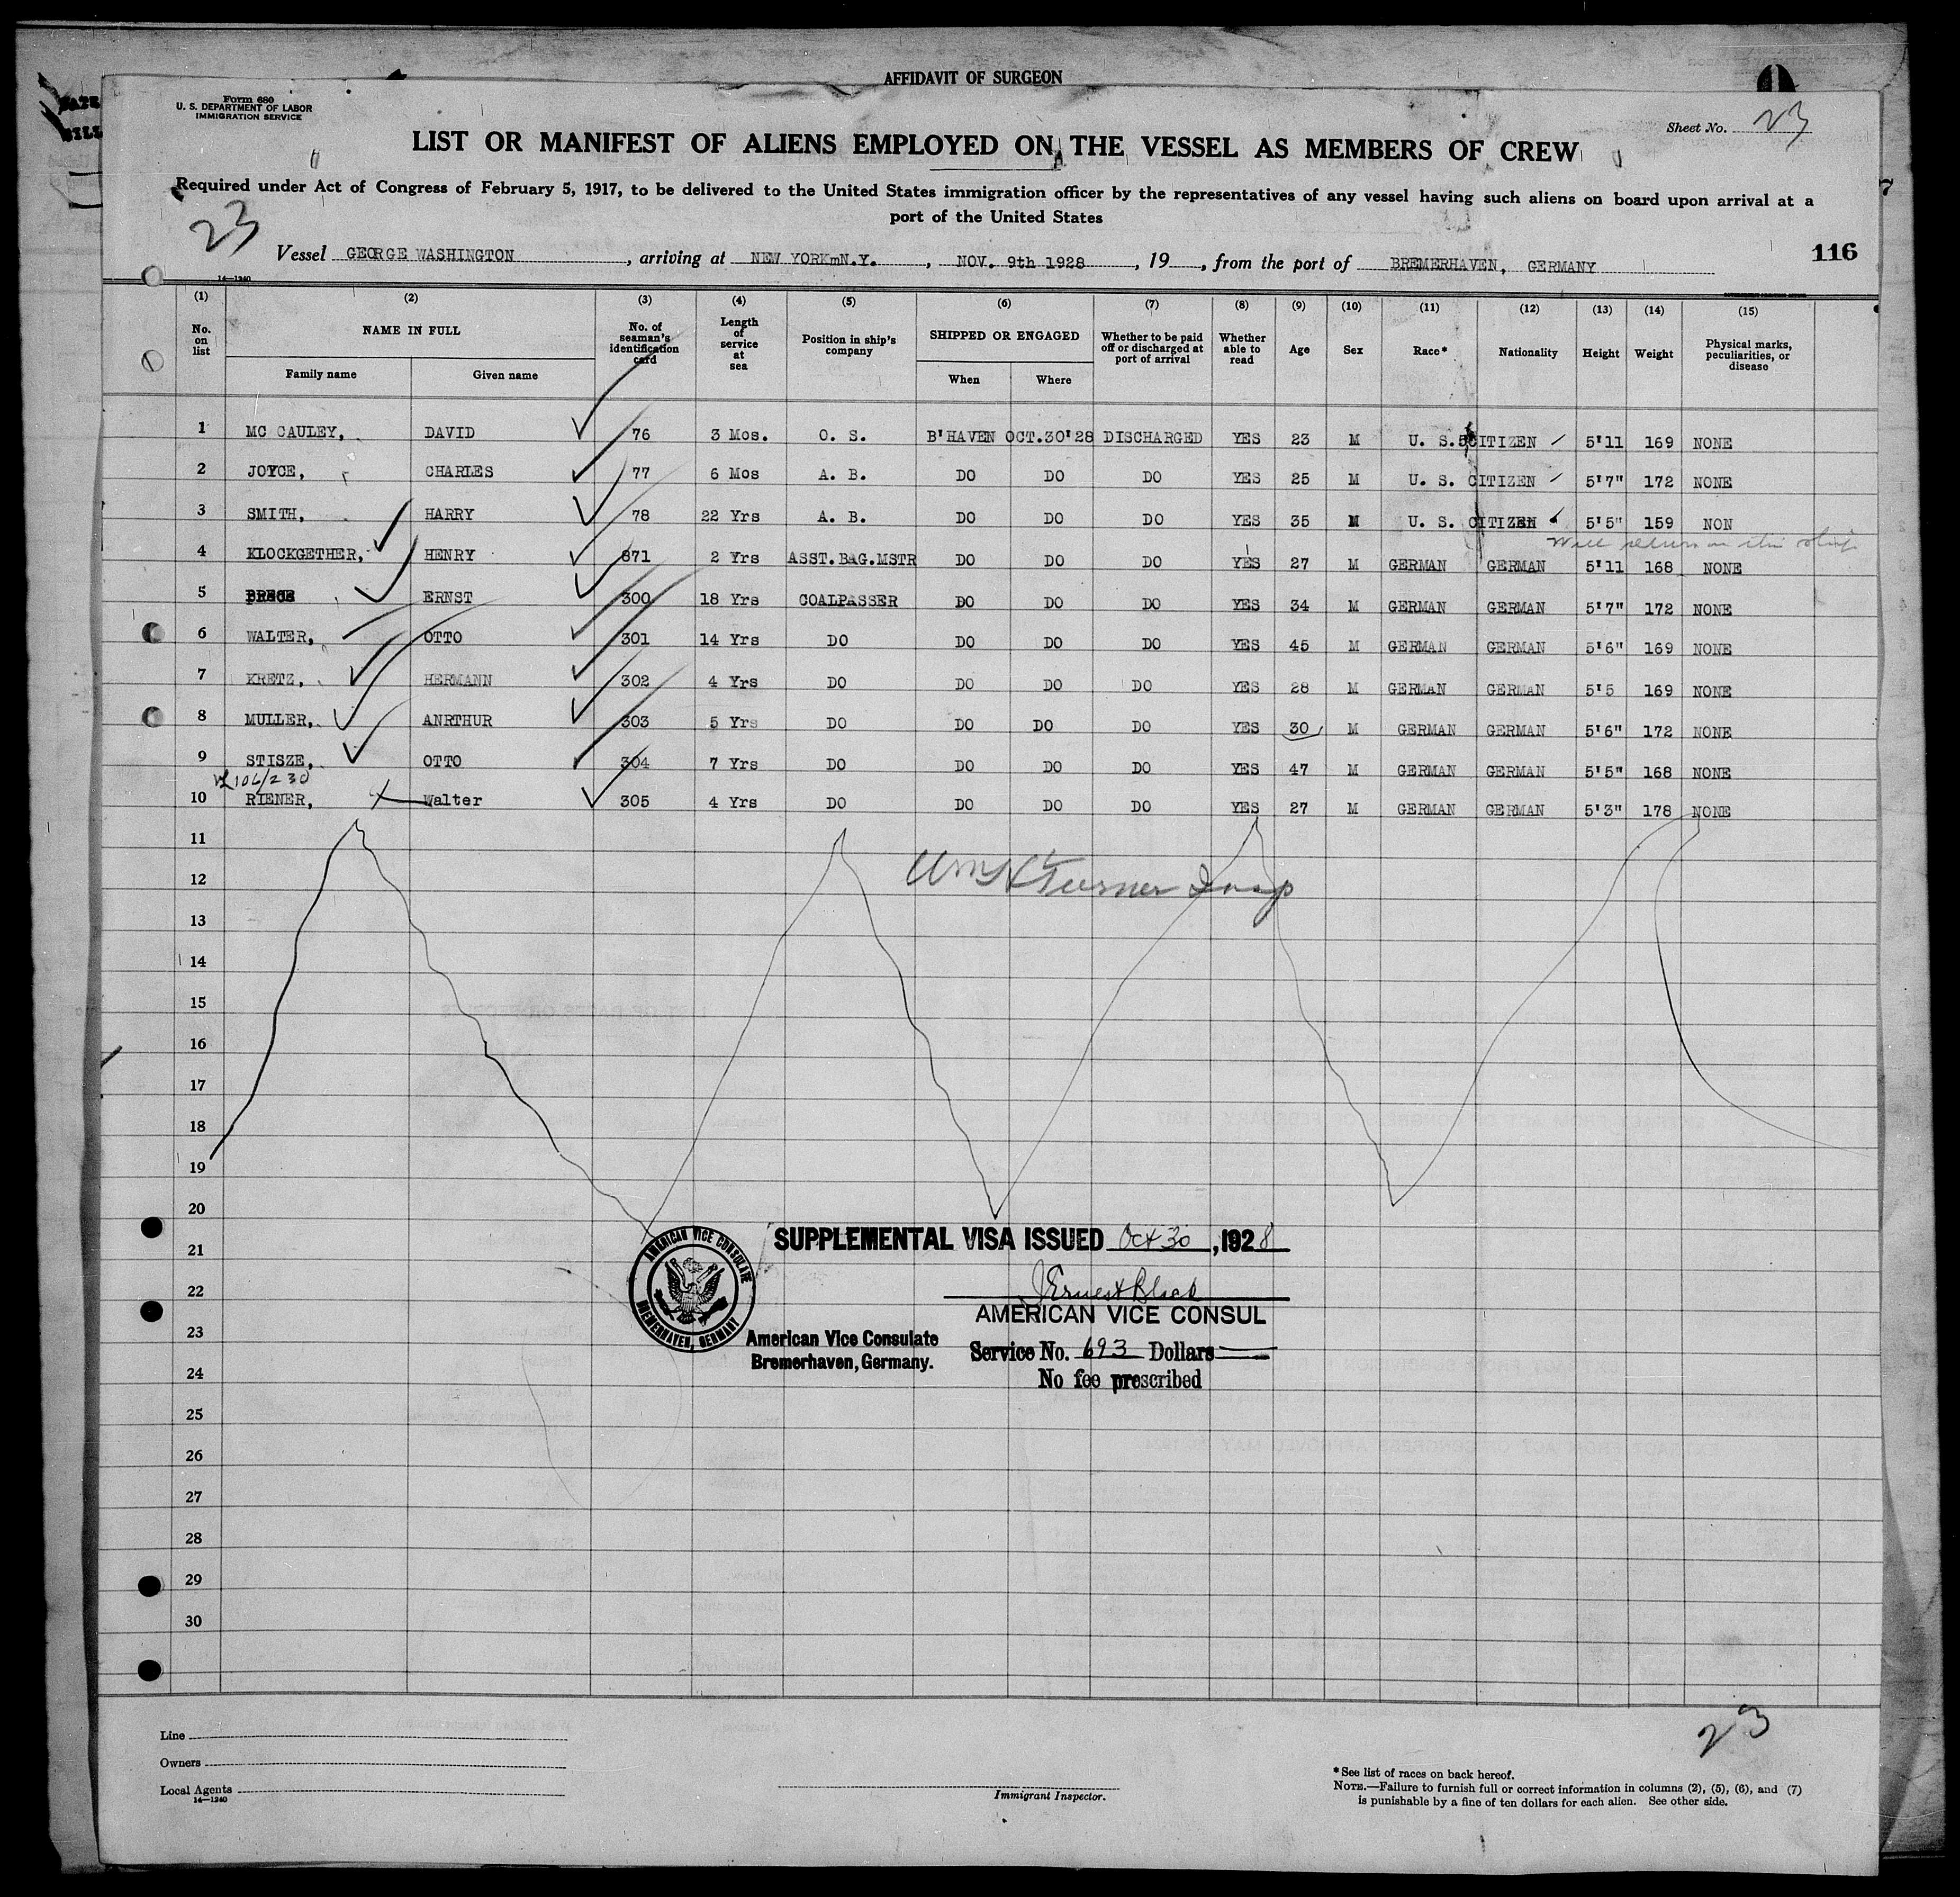 AFFIDAVIT OF SURGEON
Form 680
U. S. DEPARTMENT OF LABOR
IMMIGRATION SERVICE
Sheet No. 23
LIST OR MANIFEST OF ALIENS EMPLOYED ON THE VESSEL AS MEMBERS OF CREW
Required under Act of Congress of February 5, 1917, to be delivered to the United States immigration officer by the representatives of any vessel having such aliens on board upon arrival at a
port of the United States
23
Vessel GEORGE WASHINGTON, arriving at NEW YORKmN.Y., NOV. 9th 1928, 19, from the port of BREMERHAVEN, GERMANY
116
14—1240
(1) (2) (3) (4) (5) (6) (7) (8) (9) (10) (11) (12) (13) (14) (15)
No. on list NAME IN FULL Family name Given name No. of seaman's identification card Length of service at sea Position in ship's company SHIPPED OR ENGAGED When Where Whether to be paid off or discharged at port of arrival Whether able to read Age Sex Race* Nationality Height Weight Physical marks, peculiarities, or disease
1 MC CAULEY, DAVID 76 3 Mos. O. S. B'HAVEN OCT.30'28 DISCHARGED YES 23 M U. S. CITIZEN 5'11 169 NONE
2 JOYCE, CHARLES 77 6 Mos A. B. DO DO DO YES 25 M U. S. CITIZEN 5'7" 172 NONE
3 SMITH, HARRY 78 22 Yrs A. B. DO DO DO YES 35 M U. S. CITIZEN 5'5" 159 NON
Will return on this ship
4 KLOCKGETHER, HENRY 871 2 Yrs ASST.BAG.MSTR DO DO DO YES 27 M GERMAN GERMAN 5'11 168 NONE
5 ERNST 300 18 Yrs COALPASSER DO DO DO YES 34 M GERMAN GERMAN 5'7" 172 NONE
6 WALTER, OTTO 301 14 Yrs DO DO DO DO YES 45 M GERMAN GERMAN 5'6" 169 NONE
7 KRETZ, HERMANN 302 4 Yrs DO DO DO DO YES 28 M GERMAN GERMAN 5'5 169 NONE
8 MULLER, ANRTHUR 303 5 Yrs DO DO DO DO YES 30 M GERMAN GERMAN 5'6" 172 NONE
9 STISZE, OTTO 304 7 Yrs DO DO DO DO YES 47 M GERMAN GERMAN 5'5" 168 NONE
106/230
10 RIENER, Walter 305 4 Yrs DO DO DO DO YES 27 M GERMAN GERMAN 5'3" 178 NONE
11
12 Wm H Turner Insp
13
14
15
16
17
18
19
20
21
22
23
24
25
26
27
28
29
30
SUPPLEMENTAL VISA ISSUED Oct 30, 1928
J Ernest Black
AMERICAN VICE CONSUL
AMERICAN VICE CONSULATE
BREMERHAVEN, GERMANY
American Vice Consulate
Bremerhaven, Germany.
Service No. 693 Dollars
No fee prescribed
23
Line
Owners
Local Agents
14—1240
Immigrant Inspector.
*See list of races on back hereof.
NOTE.—Failure to furnish full or correct information in columns (2), (5), (6), and (7)
is punishable by a fine of ten dollars for each alien. See other side.